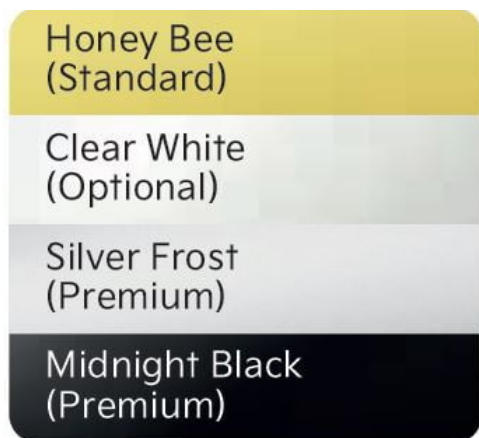 Honey Bee
(Standard)
Clear White
(Optional)
Silver Frost
(Premium)
Midnight Black
(Premium)